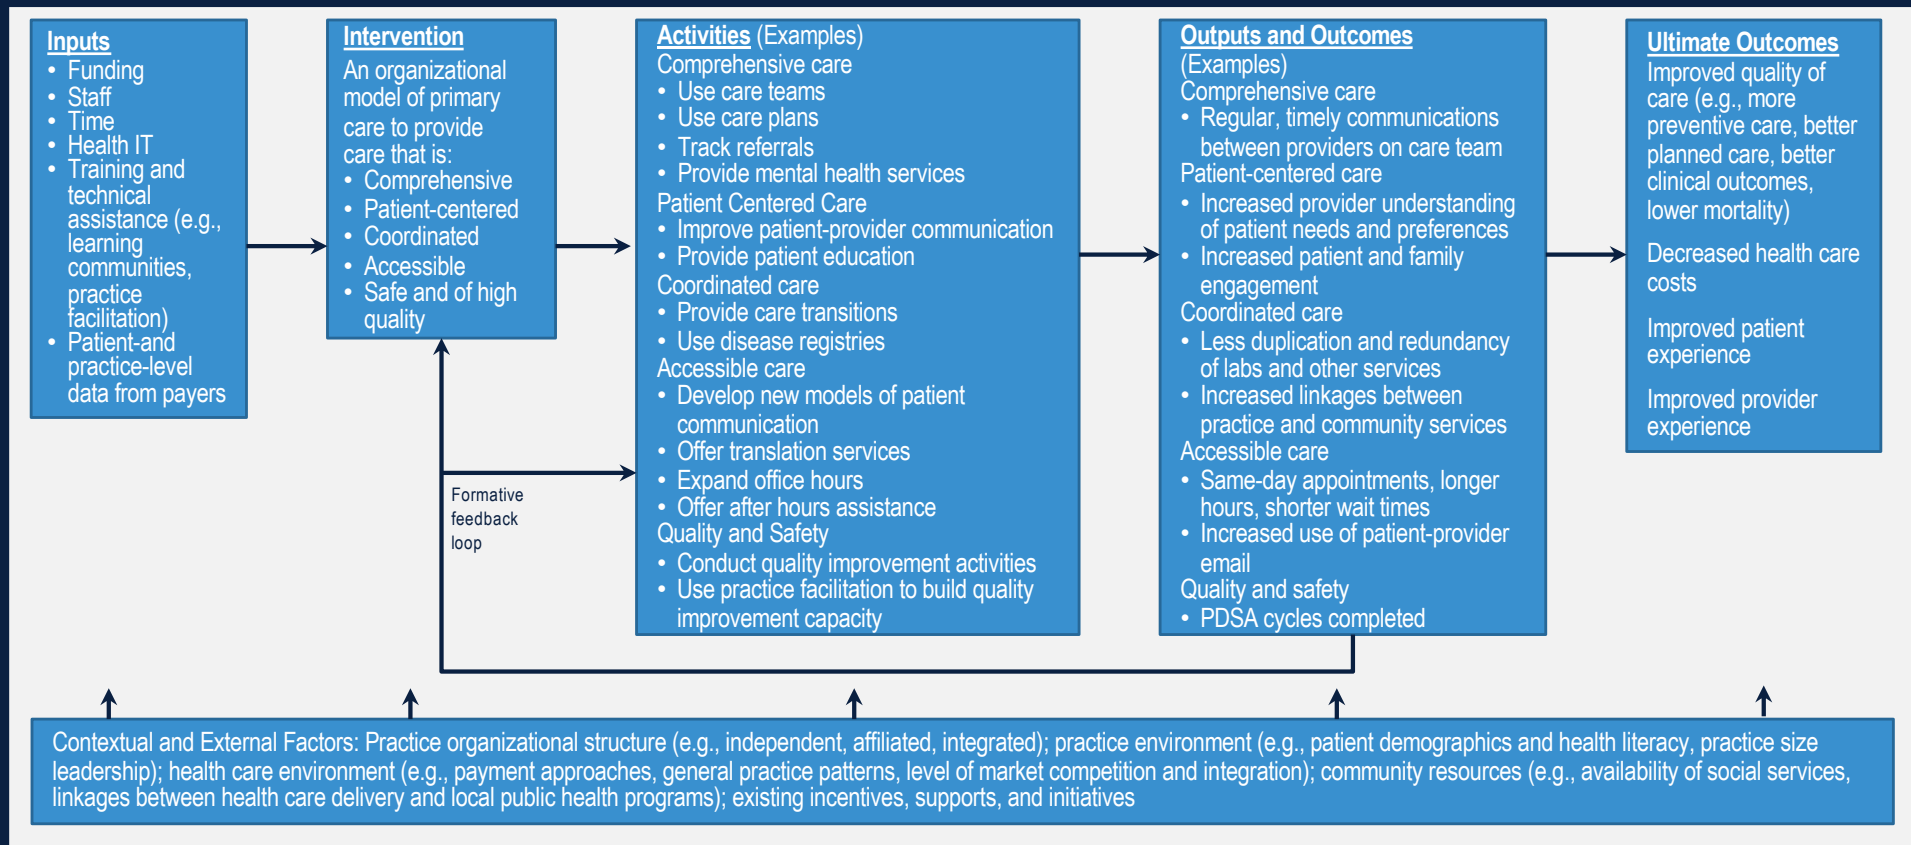 Inputs
• Funding
• Staff
• Time
• Health IT
• Training and
technical
assistance (e.g.,
learning
communities,
practice
facilitation)
• Patient-and
practice-level
data from payers
Intervention
An organizational
model of primary
care to provide
care that is:
• Comprehensive
• Patient-centered
• Coordinated
• Accessible
• Safe and of high
quality
Activities (Examples)
Comprehensive care
• Use care teams
• Use care plans
• Track referrals
• Provide mental health services
Patient Centered Care
• Improve patient-provider communication
• Provide patient education
Coordinated care
• Provide care transitions
• Use disease registries
Accessible care
• Develop new models of patient
communication
• Offer translation services
• Expand office hours
• Offer after hours assistance
Quality and Safety
• Conduct quality improvement activities
• Use practice facilitation to build quality
improvement capacity
Outputs and Outcomes
(Examples)
Comprehensive care
• Regular, timely communications
between providers on care team
Patient-centered care
• Increased provider understanding
of patient needs and preferences
• Increased patient and family
engagement
Coordinated care
• Less duplication and redundancy
of labs and other services
• Increased linkages between
practice and community services
Accessible care
• Same-day appointments, longer
hours, shorter wait times
• Increased use of patient-provider
email
Quality and safety
• PDSA cycles completed
Ultimate Outcomes
Improved quality of
care (e.g., more
preventive care, better
planned care, better
clinical outcomes,
lower mortality)
Decreased health care
costs
Improved patient
experience
Improved provider
experience
Formative
feedback
loop
Contextual and External Factors: Practice organizational structure (e.g., independent, affiliated, integrated); practice environment (e.g., patient demographics and health literacy, practice size
leadership); health care environment (e.g., payment approaches, general practice patterns, level of market competition and integration); community resources (e.g., availability of social services,
linkages between health care delivery and local public health programs); existing incentives, supports, and initiatives